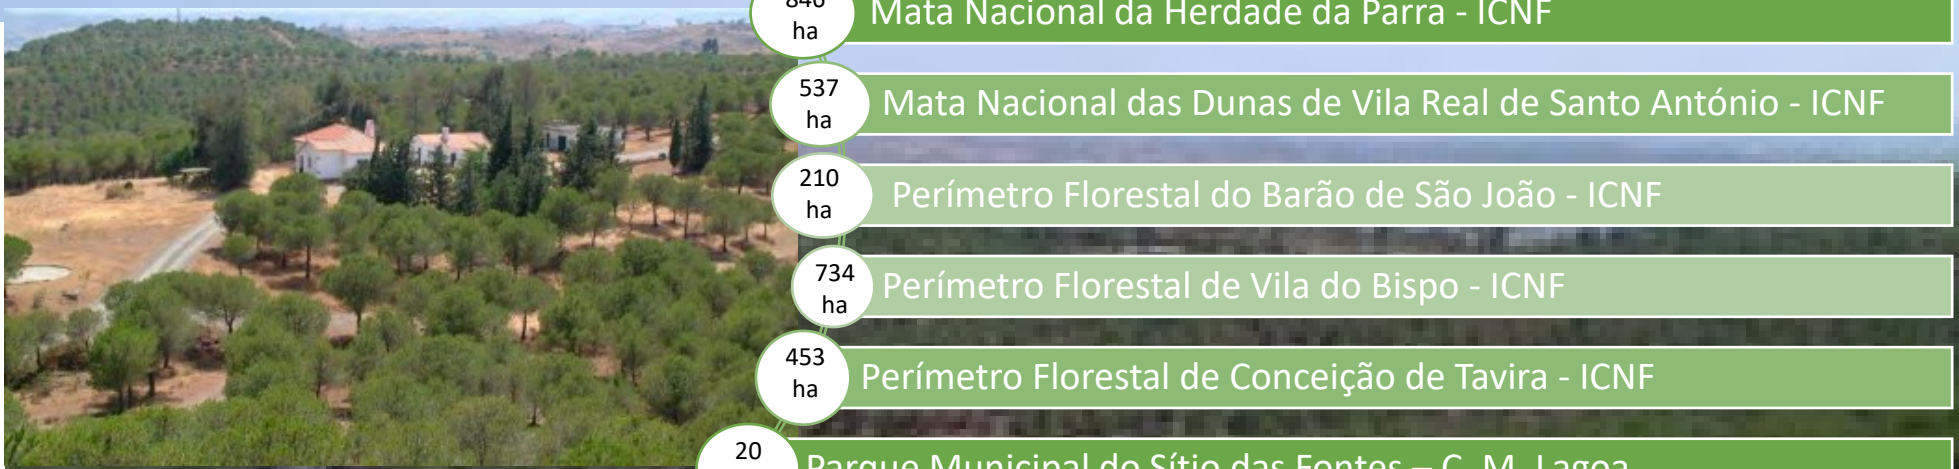 846
ha
Mata Nacional da Herdade da Parra - ICNF
537
ha
Mata Nacional das Dunas de Vila Real de Santo António - ICNF
210
ha
Perímetro Florestal do Barão de São João - ICNF
734
ha
Perímetro Florestal de Vila do Bispo - ICNF
453
ha
Perímetro Florestal de Conceição de Tavira - ICNF
20
Parque Municipal do Sítio das Fontes – C. M. Lagoa